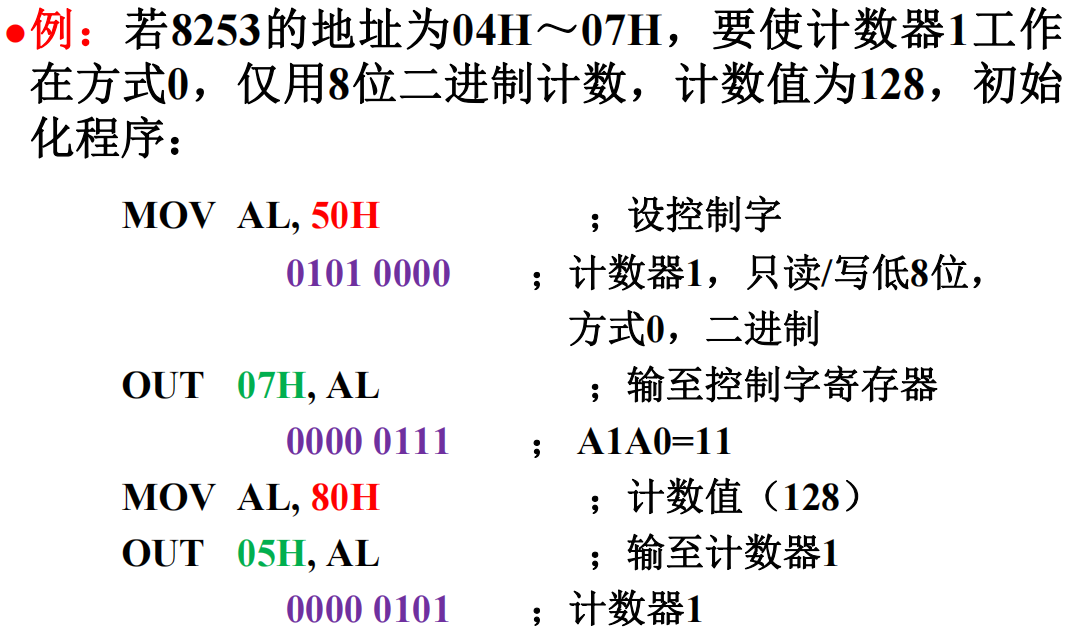 ●例：若8253的地址为04H～07H，要使计数器1工作
在方式0，仅用8位二进制计数，计数值为128，初始
化程序：
MOV AL, 50H ；设控制字
0101 0000 ；计数器1，只读/写低8位，
方式0，二进制
OUT 07H, AL ；输至控制字寄存器
0000 0111 ； A1A0=11
MOV AL, 80H ；计数值（128）
OUT 05H, AL ；输至计数器1
0000 0101 ；计数器1